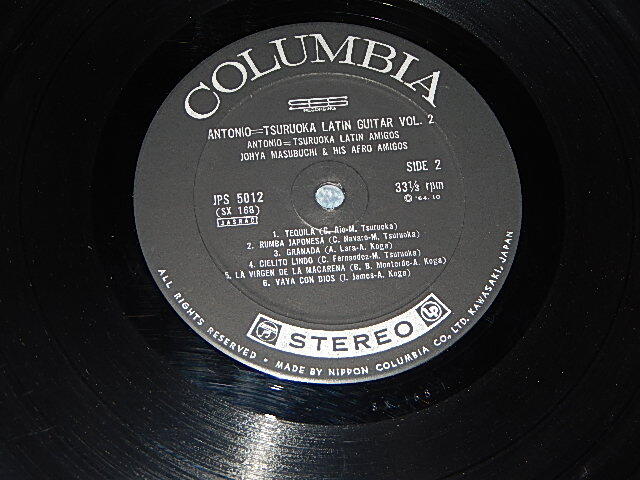 COLUMBIA
ANTONIO=TSURUOKA LATIN GUITAR VOL. 2
ANTONIO=TSURUOKA LATIN AMIGOS
JOHYA MASUBUCHI & HIS AFRO AMIGOS
SIDE 2
JPS 5012
(SX 168)
JASRAC
33⅓ rpm
© '64.10
1. TEQUILA (C. Rio-M. Tsuruoka)
2. RUMBA JAPONESA (C. Navaro-M. Tsuruoka)
3. GRANADA (A. Lara-A. Koga)
4. CIELITO LINDO (C. Fernandez-M. Tsuruoka)
5. LA VIRGEN DE LA MACARENA (B. B. Monterde-A. Koga)
6. VAYA CON DIOS (I. James-A. Koga)
STEREO
LP
ALL RIGHTS RESERVED • MADE BY NIPPON COLUMBIA CO., LTD. KAWASAKI, JAPAN